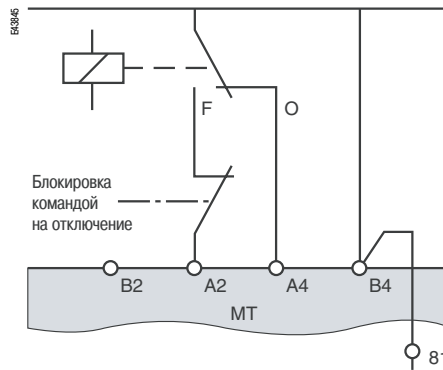 E43845
F
O
Блокировка
командой
на отключение
B2
A2
A4
B4
MT
81